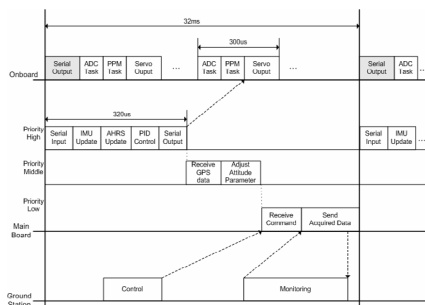 32ms
300us
Serial Output ADC Task PPM Task Servo Ouput ... ADC Task PPM Task Servo Ouput ... Serial Output ADC Task ...
Onboard
320us
Priority High
Serial Input IMU Update AHRS Update PID Control Serial Output Serial Input IMU Update ...
Priority Middle
Receive GPS data Adjust Attitude Parameter
Priority Low
Receive Command Send Acquired Data
Main Board
Control Monitoring
Ground Station